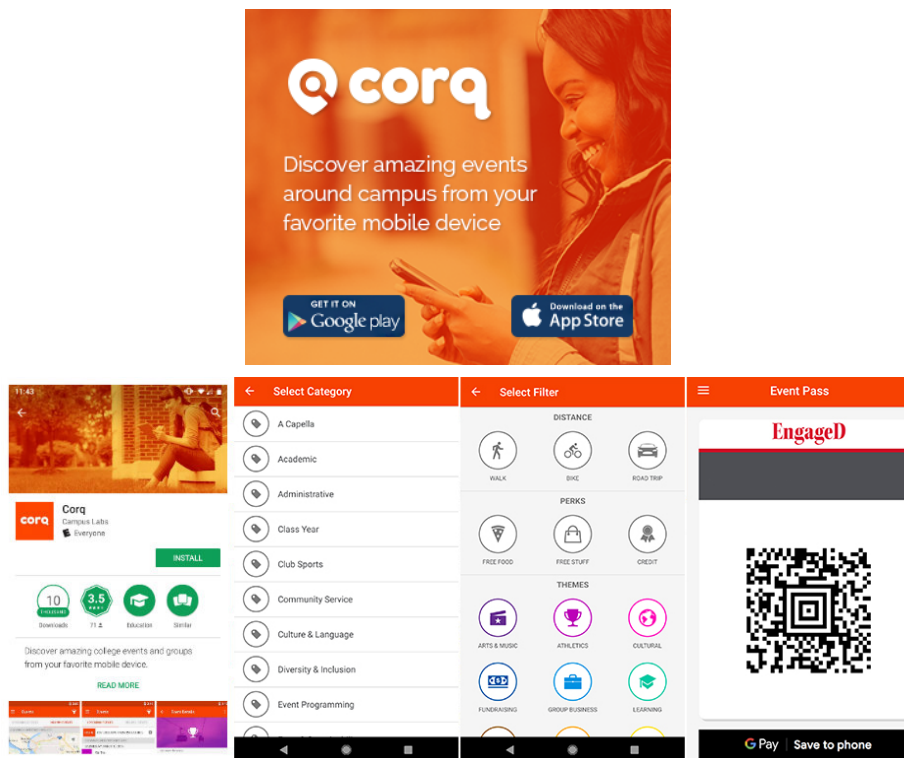 corq
Discover amazing events
around campus from your
favorite mobile device
GET IT ON
Google play
Download on the
App Store
11:43
corq
Corq
Campus Labs
Everyone
INSTALL
10
THOUSAND
3.5
Downloads
71
Education
Similar
Discover amazing college events and groups
from your favorite mobile device.
READ MORE
Events
Events
Event Details
Select Category
A Capella
Academic
Administrative
Class Year
Club Sports
Community Service
Culture & Language
Diversity & Inclusion
Event Programming
Select Filter
DISTANCE
WALK
BIKE
ROAD TRIP
PERKS
FREE FOOD
FREE STUFF
CREDIT
THEMES
ARTS & MUSIC
ATHLETICS
CULTURAL
FUNDRAISING
GROUP BUSINESS
LEARNING
Event Pass
EngageD
G Pay | Save to phone